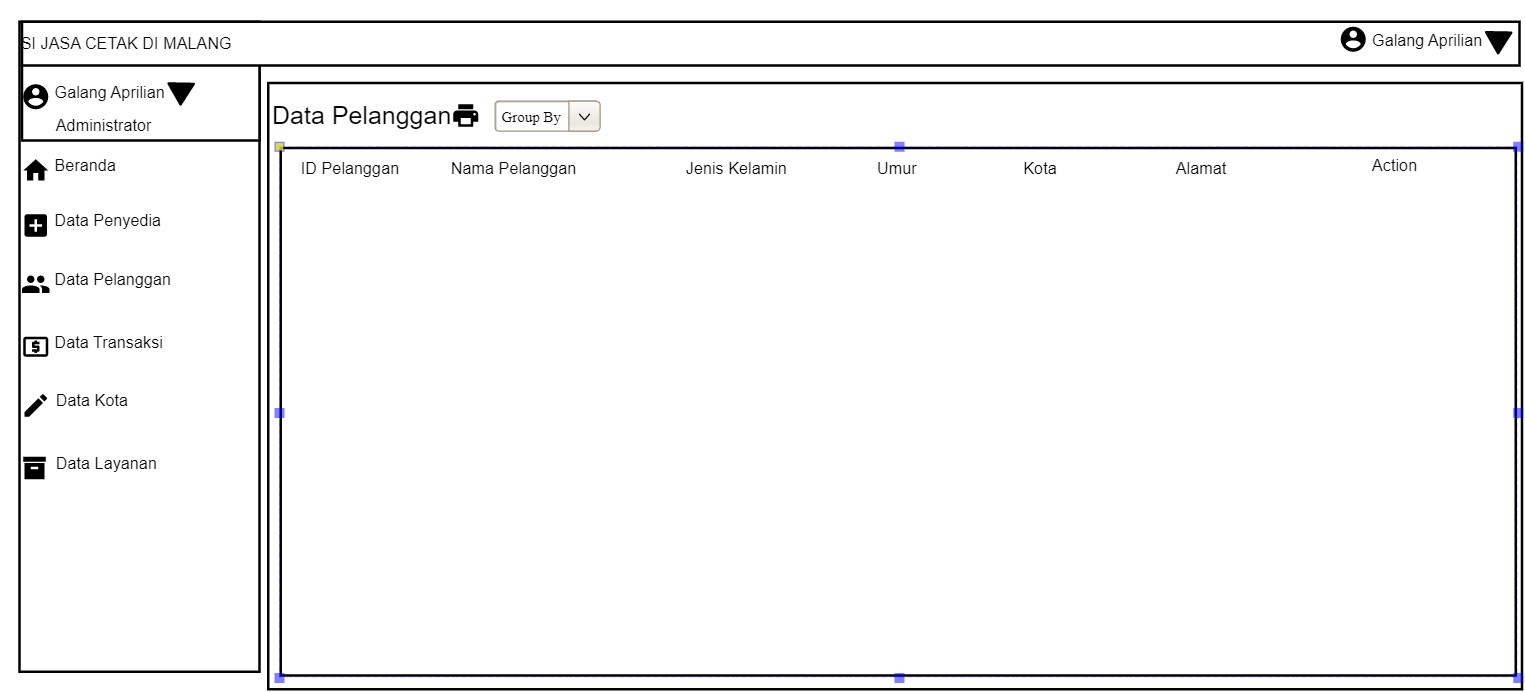 SI JASA CETAK DI MALANG
Galang Aprilian
Galang Aprilian
Administrator
Beranda
Data Penyedia
Data Pelanggan
Data Transaksi
Data Kota
Data Layanan
Data Pelanggan
Group By
ID Pelanggan
Nama Pelanggan
Jenis Kelamin
Umur
Kota
Alamat
Action